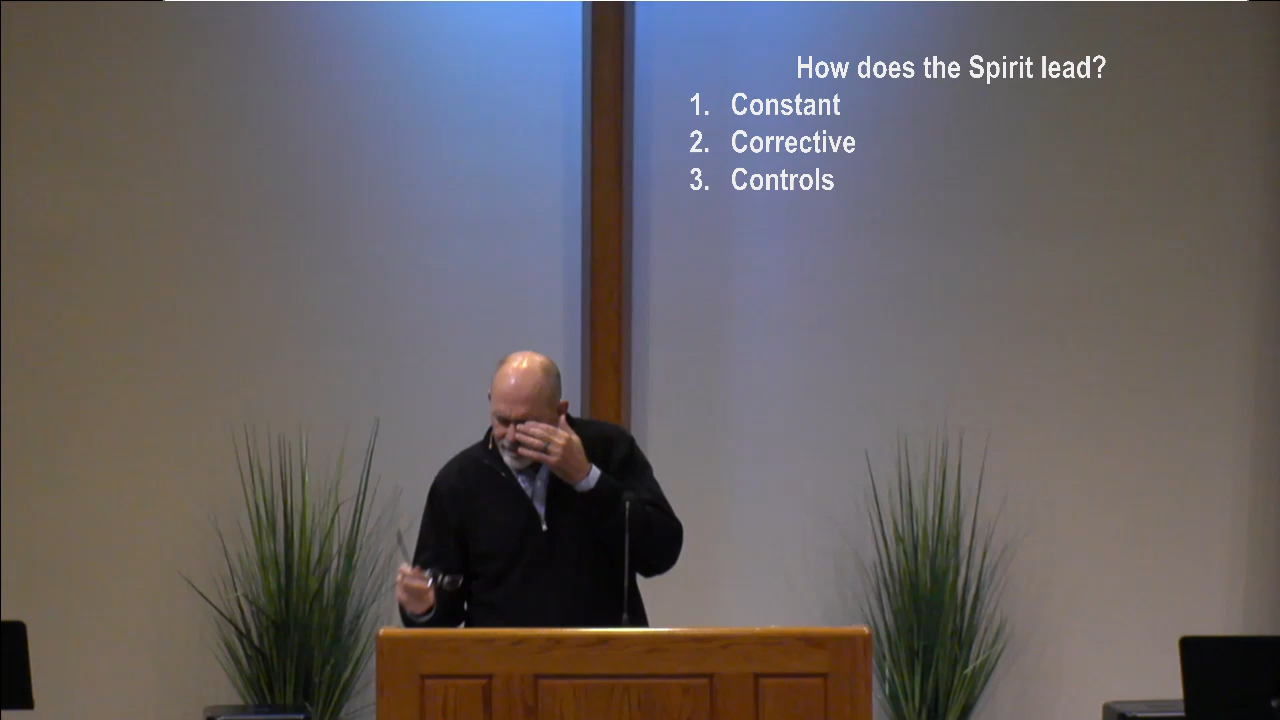 How does the Spirit lead?
1. Constant
2. Corrective
3. Controls